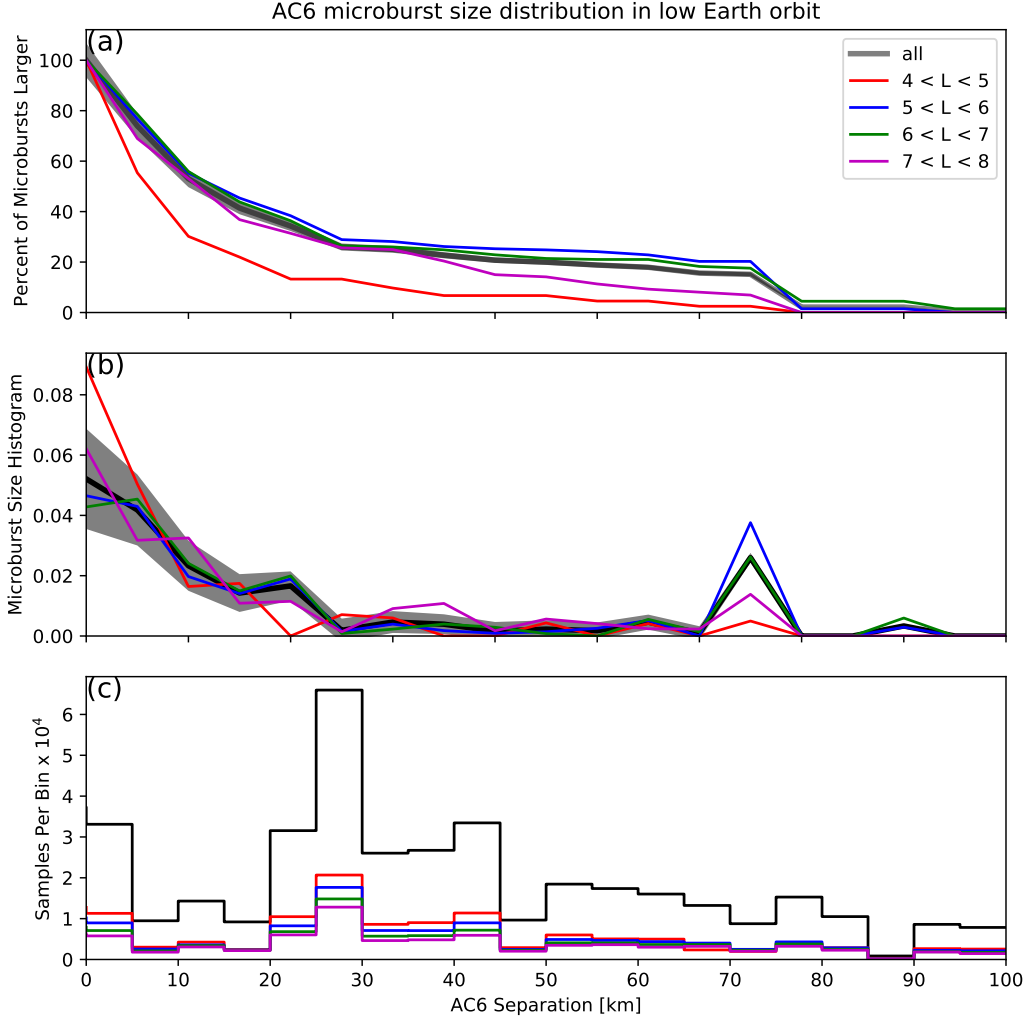 AC6 microburst size distribution in low Earth orbit
(a)
Percent of Microbursts Larger
100
80
60
40
20
0
all
4 < L < 5
5 < L < 6
6 < L < 7
7 < L < 8
(b)
Microburst Size Histogram
0.08
0.06
0.04
0.02
0.00
(c)
Samples Per Bin x 10^4
6
5
4
3
2
1
0
0 10 20 30 40 50 60 70 80 90 100
AC6 Separation [km]